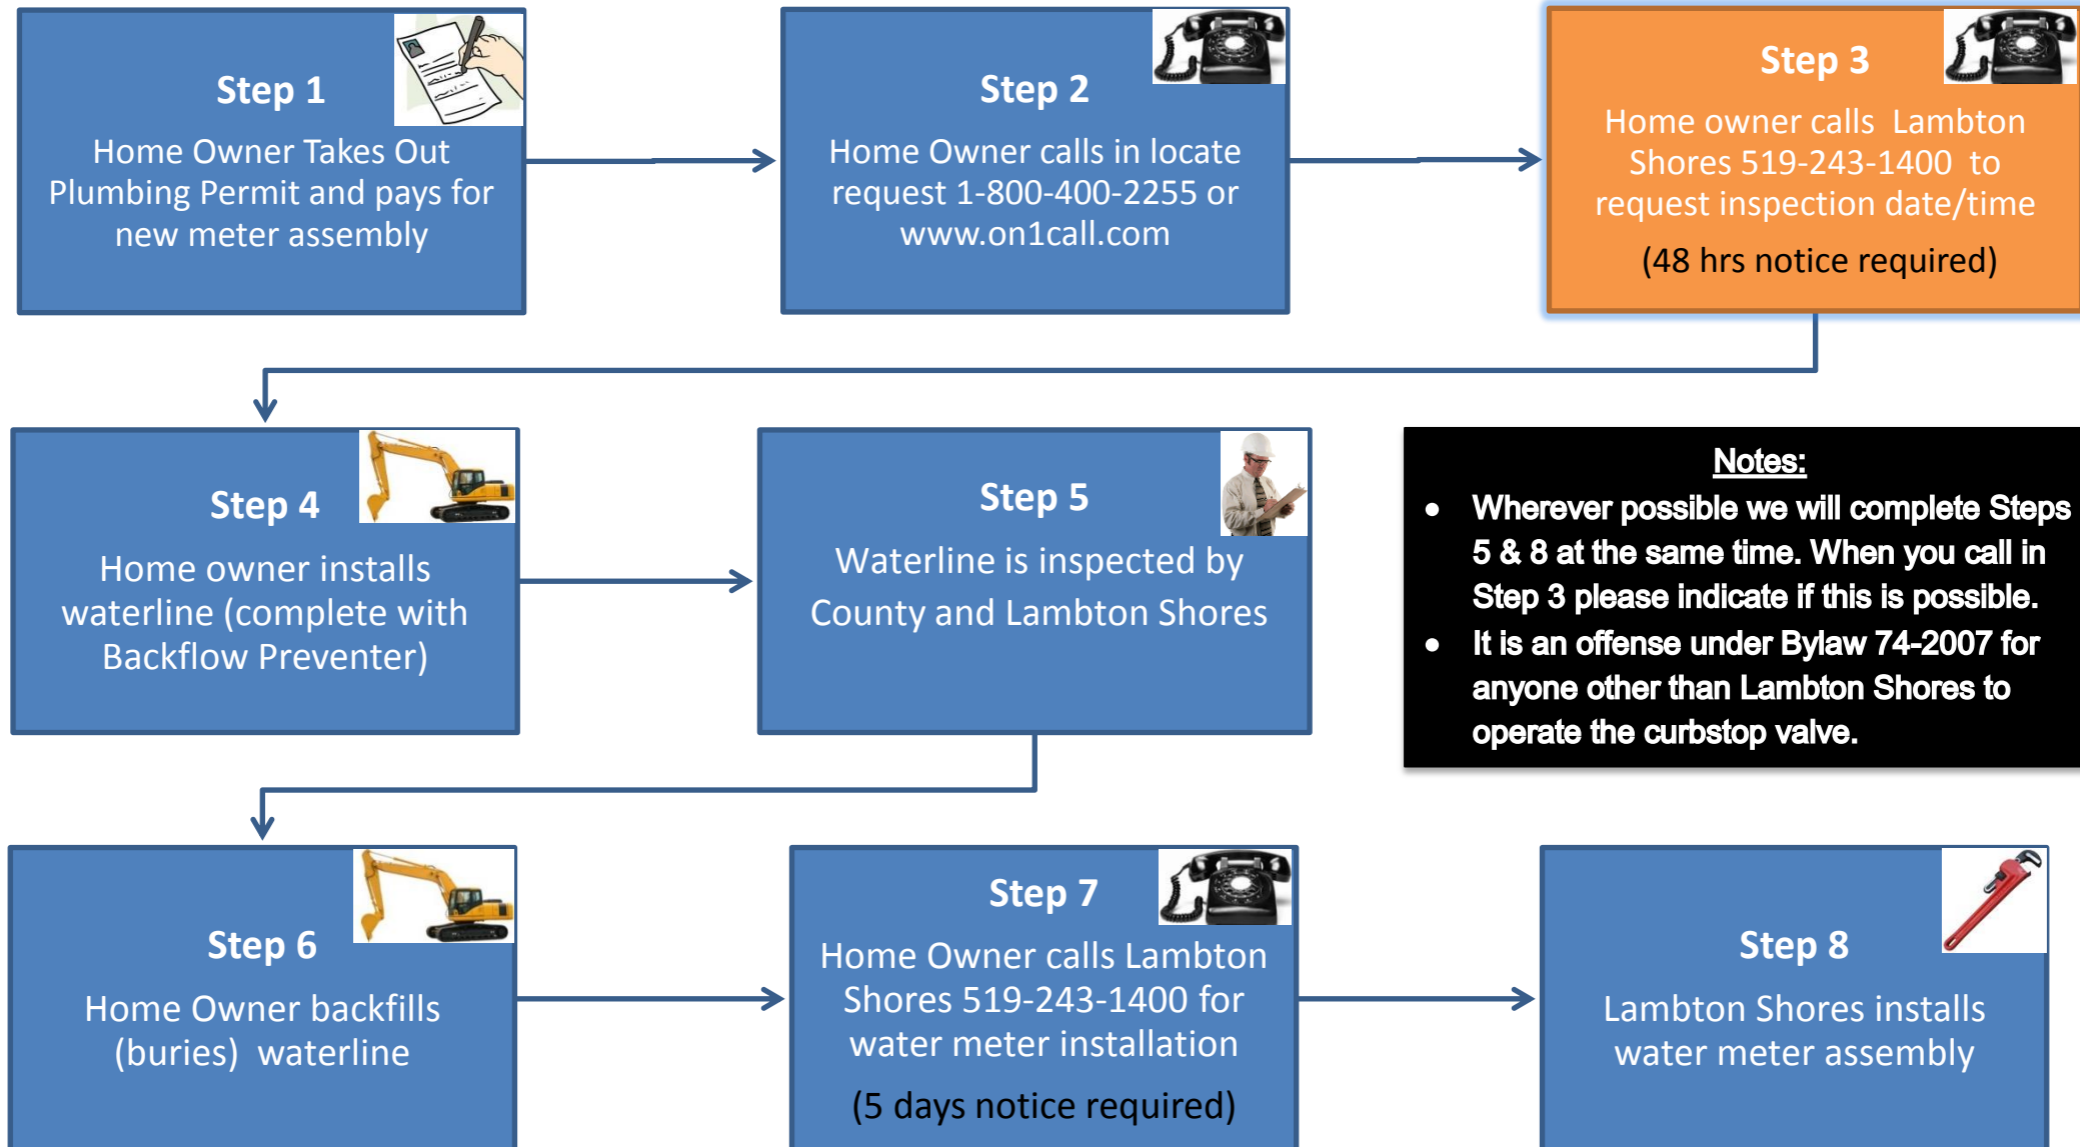 Step 1
Home Owner Takes Out
Plumbing Permit and pays for
new meter assembly
Step 2
Home Owner calls in locate
request 1-800-400-2255 or
www.on1call.com
Step 3
Home owner calls Lambton
Shores 519-243-1400 to
request inspection date/time
(48 hrs notice required)
Step 4
Home owner installs
waterline (complete with
Backflow Preventer)
Step 5
Waterline is inspected by
County and Lambton Shores
Notes:
• Wherever possible we will complete Steps
5 & 8 at the same time. When you call in
Step 3 please indicate if this is possible.
• It is an offense under Bylaw 74-2007 for
anyone other than Lambton Shores to
operate the curbstop valve.
Step 6
Home Owner backfills
(buries) waterline
Step 7
Home Owner calls Lambton
Shores 519-243-1400 for
water meter installation
(5 days notice required)
Step 8
Lambton Shores installs
water meter assembly